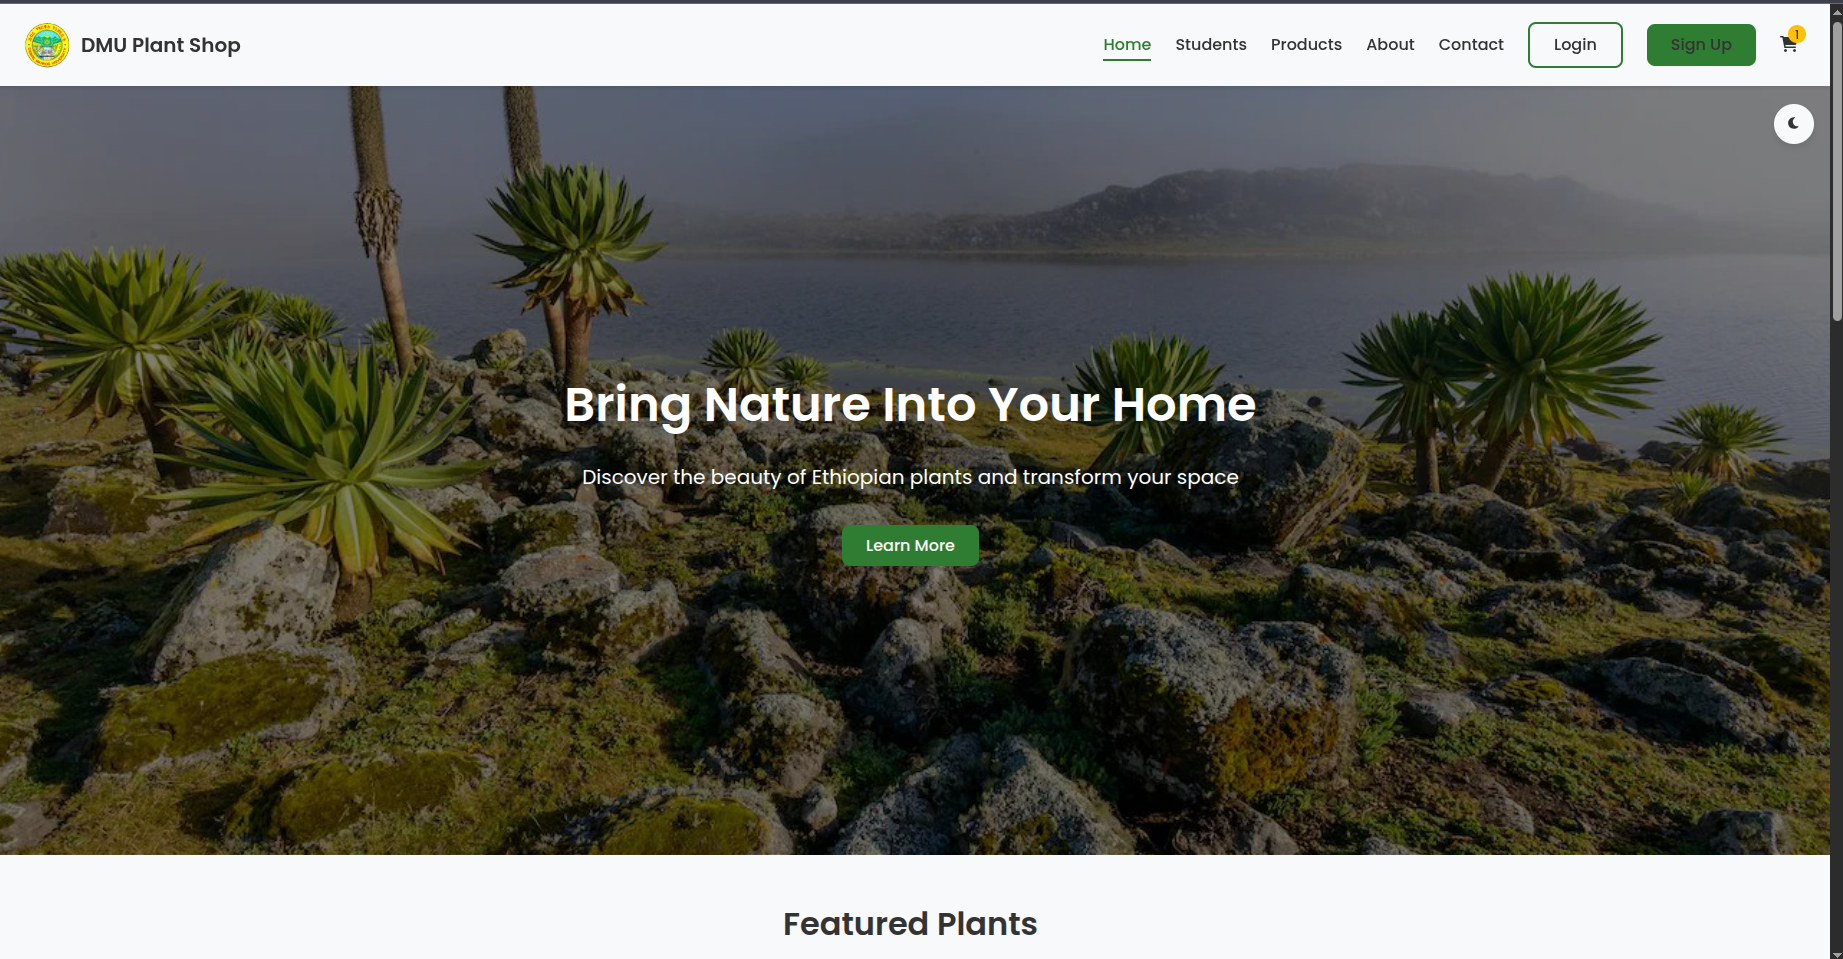 DMU Plant Shop
Home
Students
Products
About
Contact
Login
Sign Up
1
Bring Nature Into Your Home
Discover the beauty of Ethiopian plants and transform your space
Learn More
Featured Plants